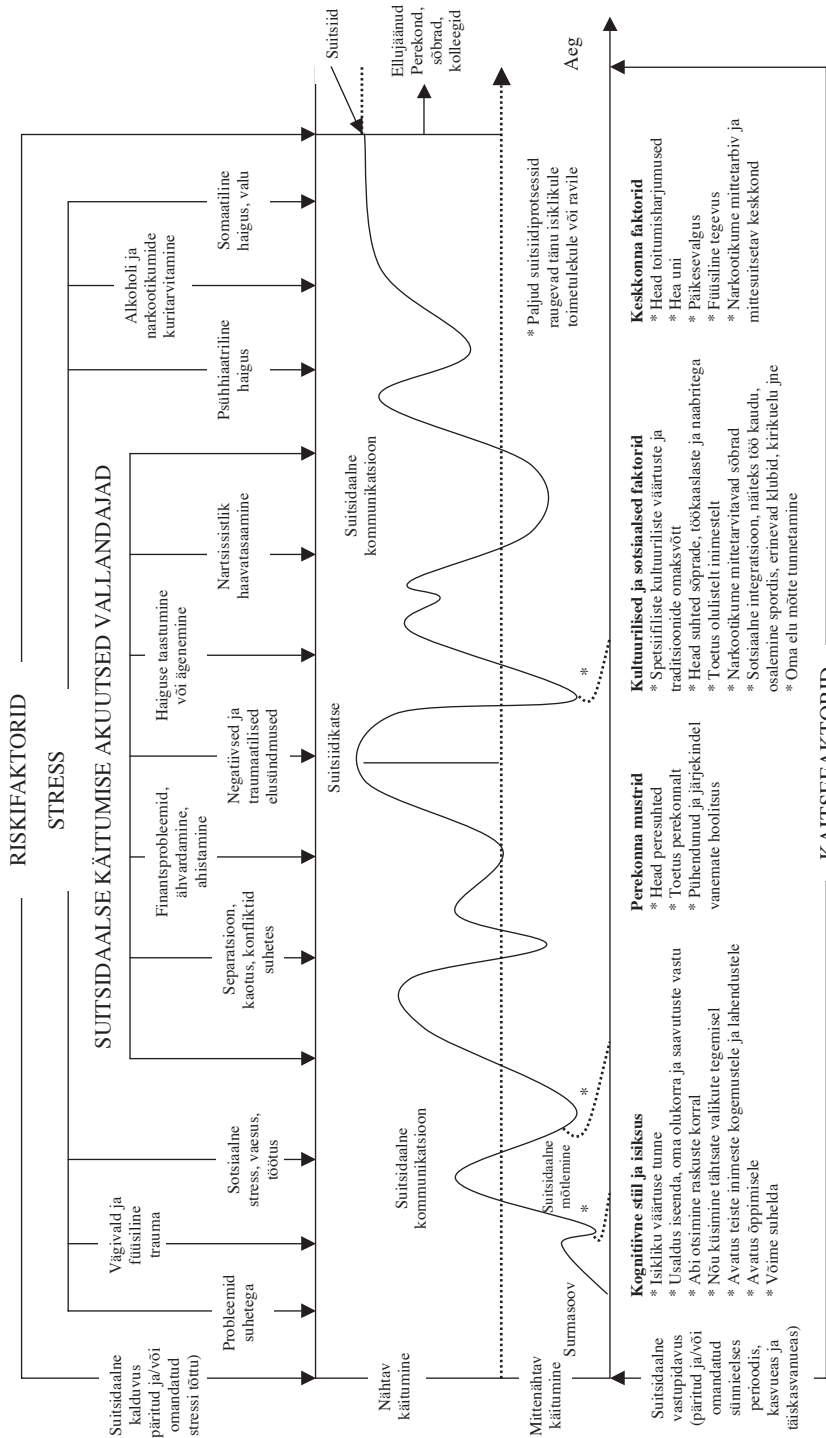 RISKIFAKTORID
STRESS
SUITSIDAALSE KÄITUMISE AKUUTSED VALLANDAJAD
Suitsidaalne
kalduvus
päritud ja/või
omandatud
stressi tõttu)
Probleemid
suhetega
Vägivald ja
füüsiline
trauma
Sotsiaalne
stress, vaesus,
töötus
Separatsioon,
kaotus, konfliktid
suhetes
Finantsprobleemid,
ähvardamine,
ahistamine
Negatiivsed ja
traumaatilised
elusündmused
Haiguse taastumine
või ägenemine
Nartsissistlik
haavatasaamine
Psühhiaatriline
haigus
Alkoholi ja
narkootikumide
kuritarvitamine
Somaatiline
haigus, valu
Nähtav
käitumine
Suitsidaalne
kommunikatsioon
Suitsiidikatse
Suitsidaalne
kommunikatsioon
Suitsiid
Ellujäänud
Perekond,
sõbrad,
kolleegid
Mittenähtav
käitumine
Surmasoov
*
Suitsidaalne
mõtlemine
*
*
* Paljud suitsiidiprotsessid
raugevad tänu isiklikule
toimetulekule või ravile
Aeg
Suitsidaalne
vastupidavus
(päritud ja/või
omandatud
sünnieelses
perioodis,
kasvueas ja
täiskasvanueas)
Kognitiivne stiil ja isiksus
* Isikliku väärtuse tunne
* Usaldus iseenda, oma olukorra ja saavutuste vastu
* Abi otsimine raskuste korral
* Nõu küsimine tähtsate valikute tegemisel
* Avatus teiste inimeste kogemustele ja lahendustele
* Avatus õppimisele
* Võime suhelda
Perekonna mustrid
* Head peresuhted
* Toetus perekonnalt
* Pühendunud ja järjekindel
vanemate hoolitsus
Kultuurilised ja sotsiaalsed faktorid
* Spetsiifiliste kultuuriliste väärtuste ja
traditsioonide omaksvõtt
* Head suhted sõprade, töökaaslaste ja naabritega
* Toetus olulistelt inimestelt
* Narkootikume mittetarvitavad sõbrad
* Sotsiaalne integratsioon, näiteks töö kaudu,
osalemine spordis, erinevad klubid, kirikuelu jne
* Oma elu mõtte tunnetamine
Keskkonna faktorid
* Head toitumisharjumused
* Hea uni
* Päikesevalgus
* Füüsiline tegevus
* Narkootikume mittetarbiv ja
mittesuitsetav keskkond
KAITSEFAKTORID